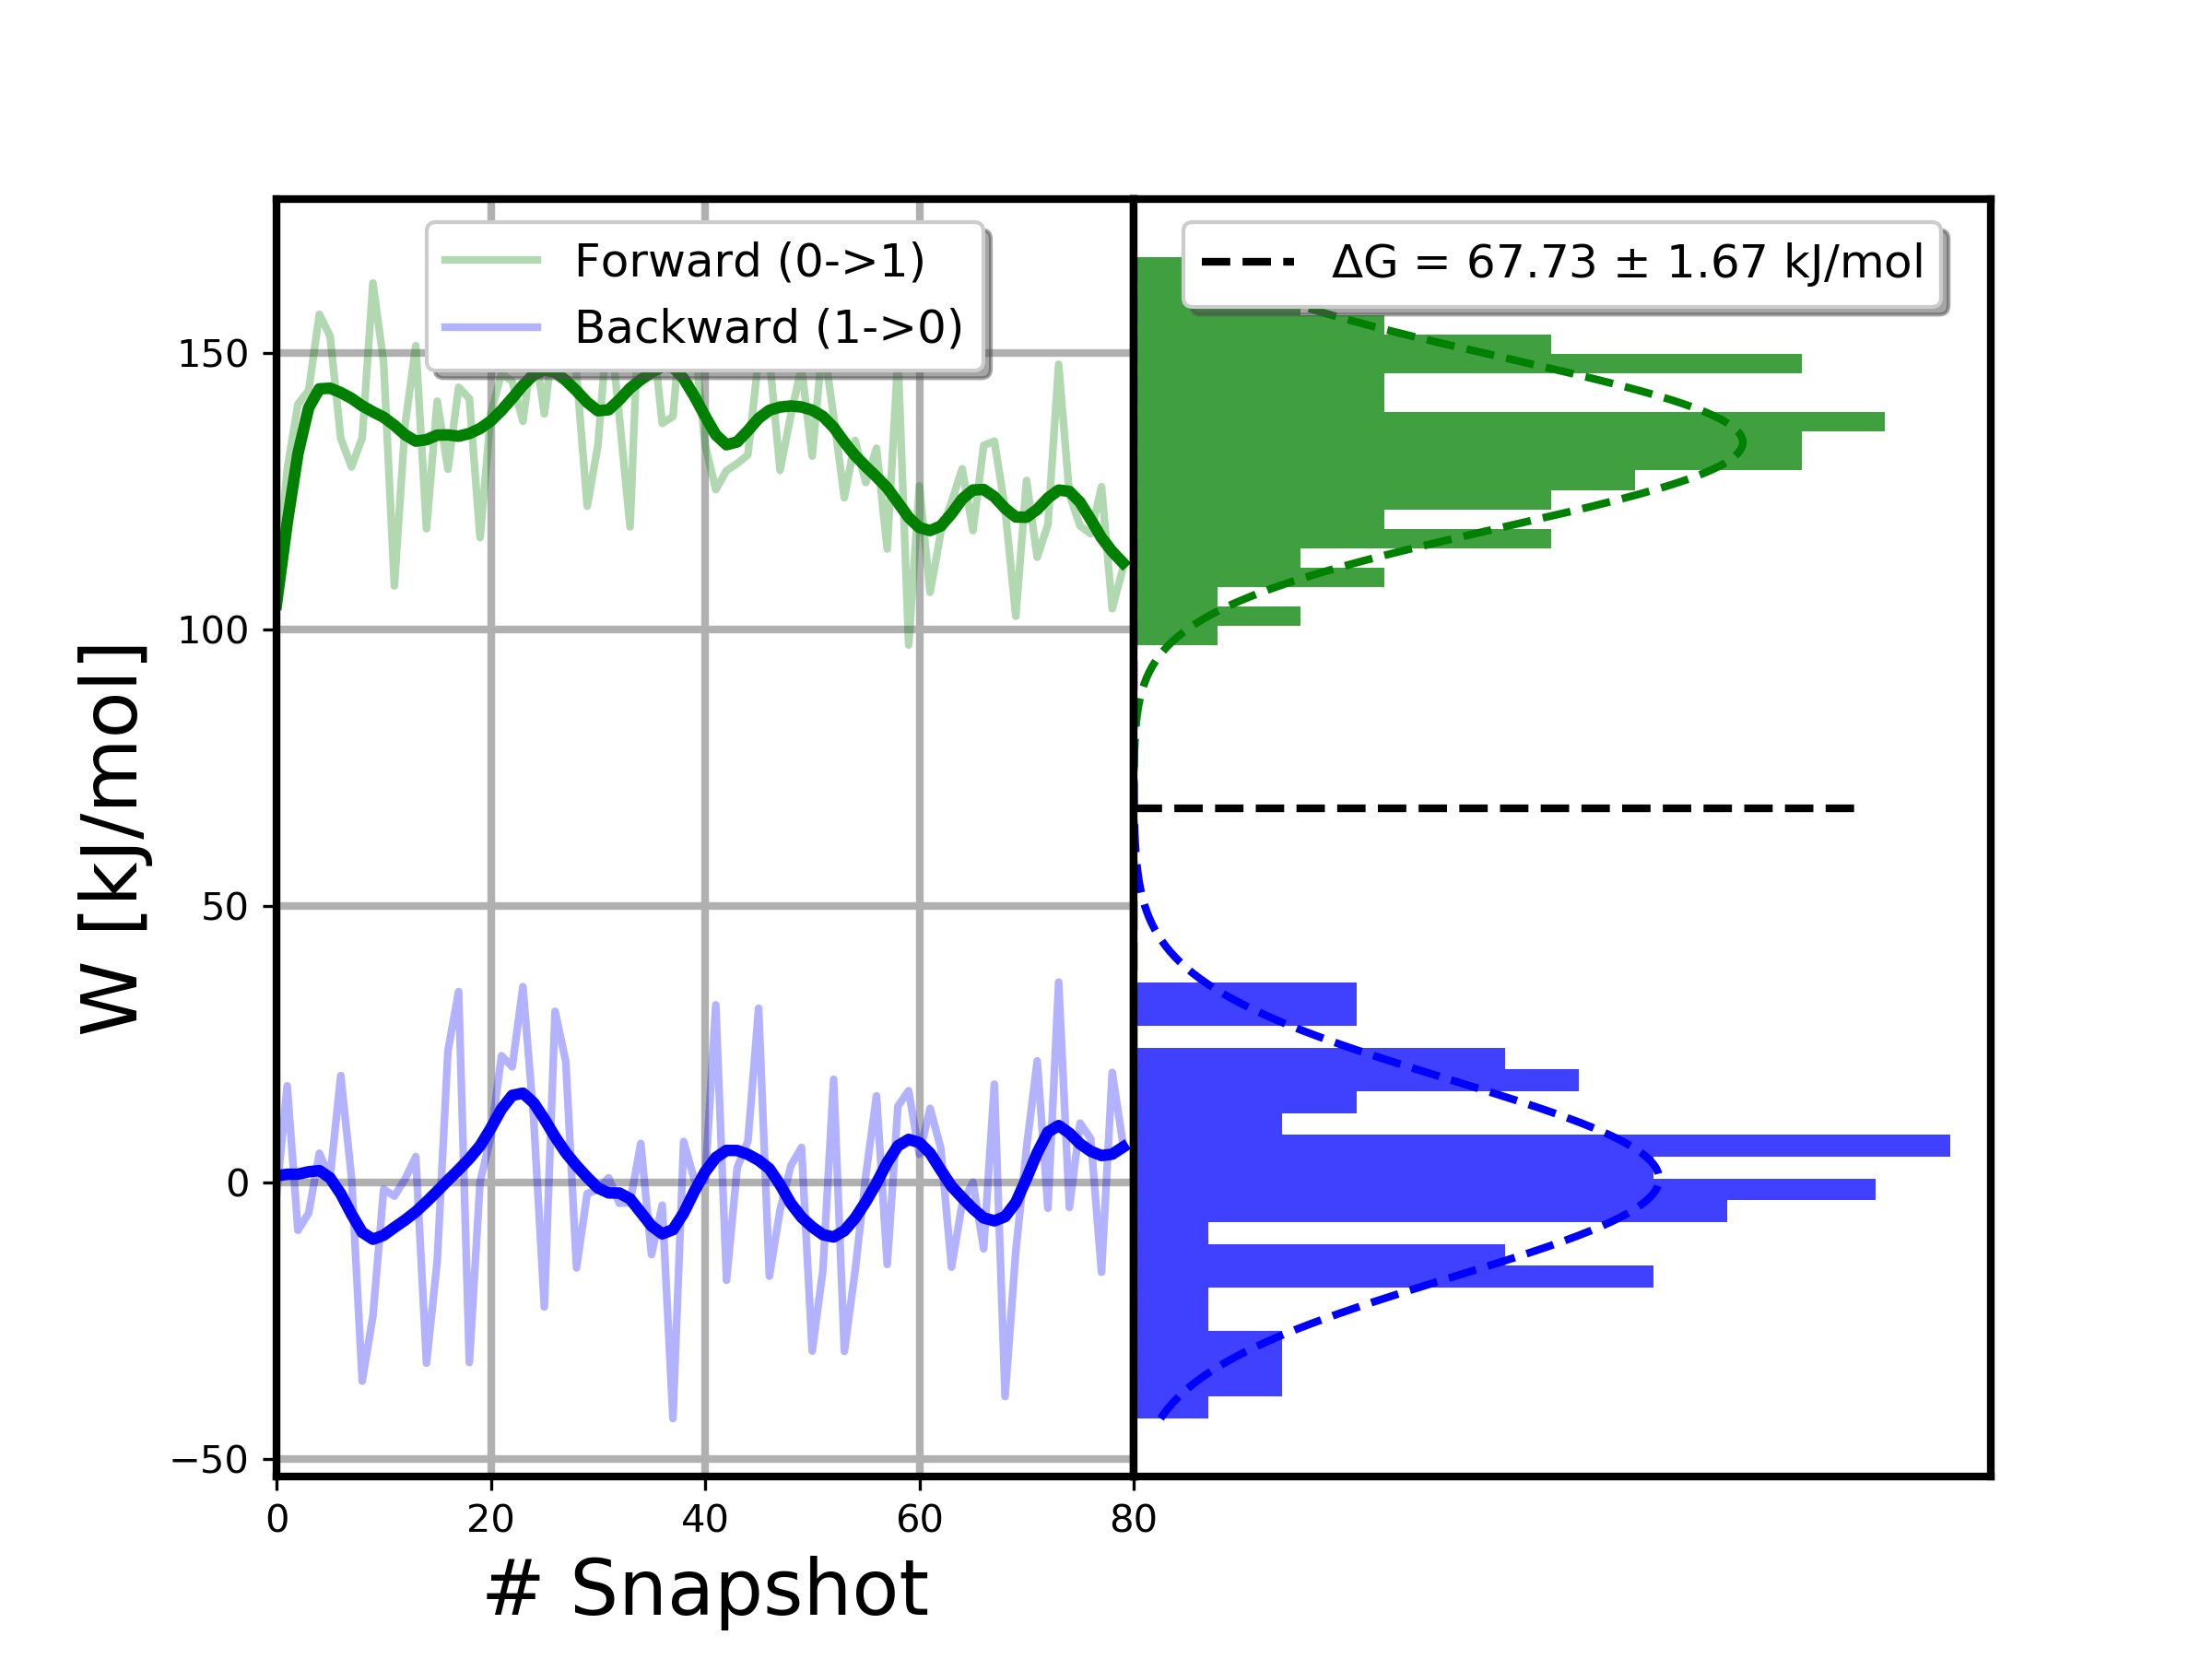 Forward (0->1)
Backward (1->0)
ΔG = 67.73 ± 1.67 kJ/mol
W [kJ/mol]
150
100
50
0
−50
0 20 40 60 80
# Snapshot